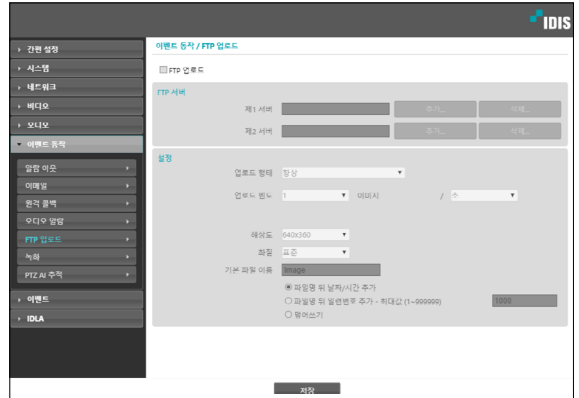 IDIS
간편 설정
시스템
네트워크
비디오
오디오
이벤트 동작
알람 아웃
이메일
원격 콜백
오디오 알람
FTP 업로드
녹화
PTZ AI 추적
이벤트
IDLA
이벤트 동작 / FTP 업로드
FTP 업로드
FTP 서버
제1 서버 추가... 삭제...
제2 서버 추가... 삭제...
설정
업로드 형태 항상
업로드 빈도 1 이미지 / 초
해상도 640x360
화질 표준
기본 파일 이름 Image
파일명 뒤 날짜/시간 추가
파일명 뒤 일련번호 추가 - 최대값 (1~999999) 1000
덮어쓰기
저장